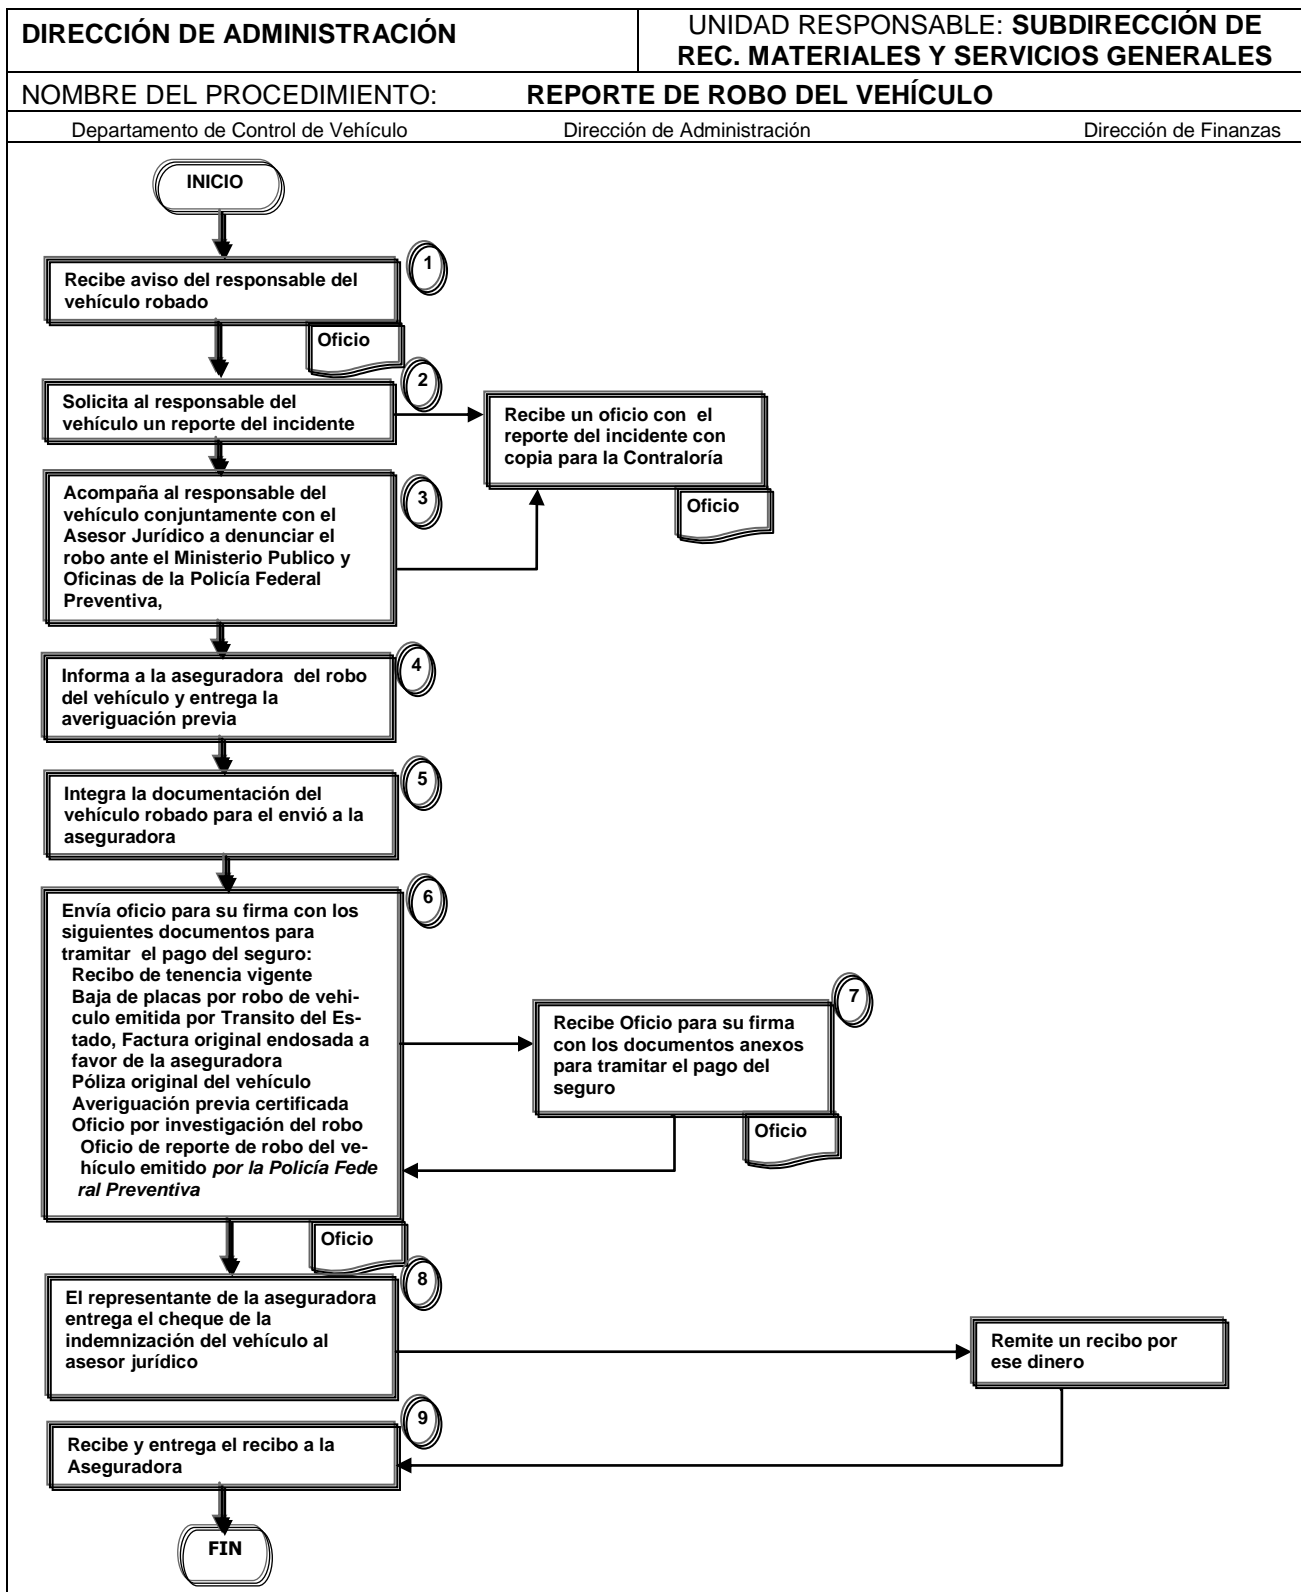 DIRECCIÓN DE ADMINISTRACIÓN
UNIDAD RESPONSABLE: SUBDIRECCIÓN DE
REC. MATERIALES Y SERVICIOS GENERALES
NOMBRE DEL PROCEDIMIENTO: REPORTE DE ROBO DEL VEHÍCULO
Departamento de Control de Vehículo Dirección de Administración Dirección de Finanzas
INICIO
1
Recibe aviso del responsable del
vehículo robado
Oficio
2
Solicita al responsable del
vehículo un reporte del incidente
Recibe un oficio con el
reporte del incidente con
copia para la Contraloría
Oficio
3
Acompaña al responsable del
vehículo conjuntamente con el
Asesor Jurídico a denunciar el
robo ante el Ministerio Publico y
Oficinas de la Policía Federal
Preventiva,
4
Informa a la aseguradora del robo
del vehículo y entrega la
averiguación previa
5
Integra la documentación del
vehículo robado para el envió a la
aseguradora
6
Envía oficio para su firma con los
siguientes documentos para
tramitar el pago del seguro:
Recibo de tenencia vigente
Baja de placas por robo de vehi-
culo emitida por Transito del Es-
tado, Factura original endosada a
favor de la aseguradora
Póliza original del vehículo
Averiguación previa certificada
Oficio por investigación del robo
Oficio de reporte de robo del ve-
hículo emitido por la Policía Fede
ral Preventiva
7
Recibe Oficio para su firma
con los documentos anexos
para tramitar el pago del
seguro
Oficio
Oficio
8
El representante de la aseguradora
entrega el cheque de la
indemnización del vehículo al
asesor jurídico
Remite un recibo por
ese dinero
9
Recibe y entrega el recibo a la
Aseguradora
FIN